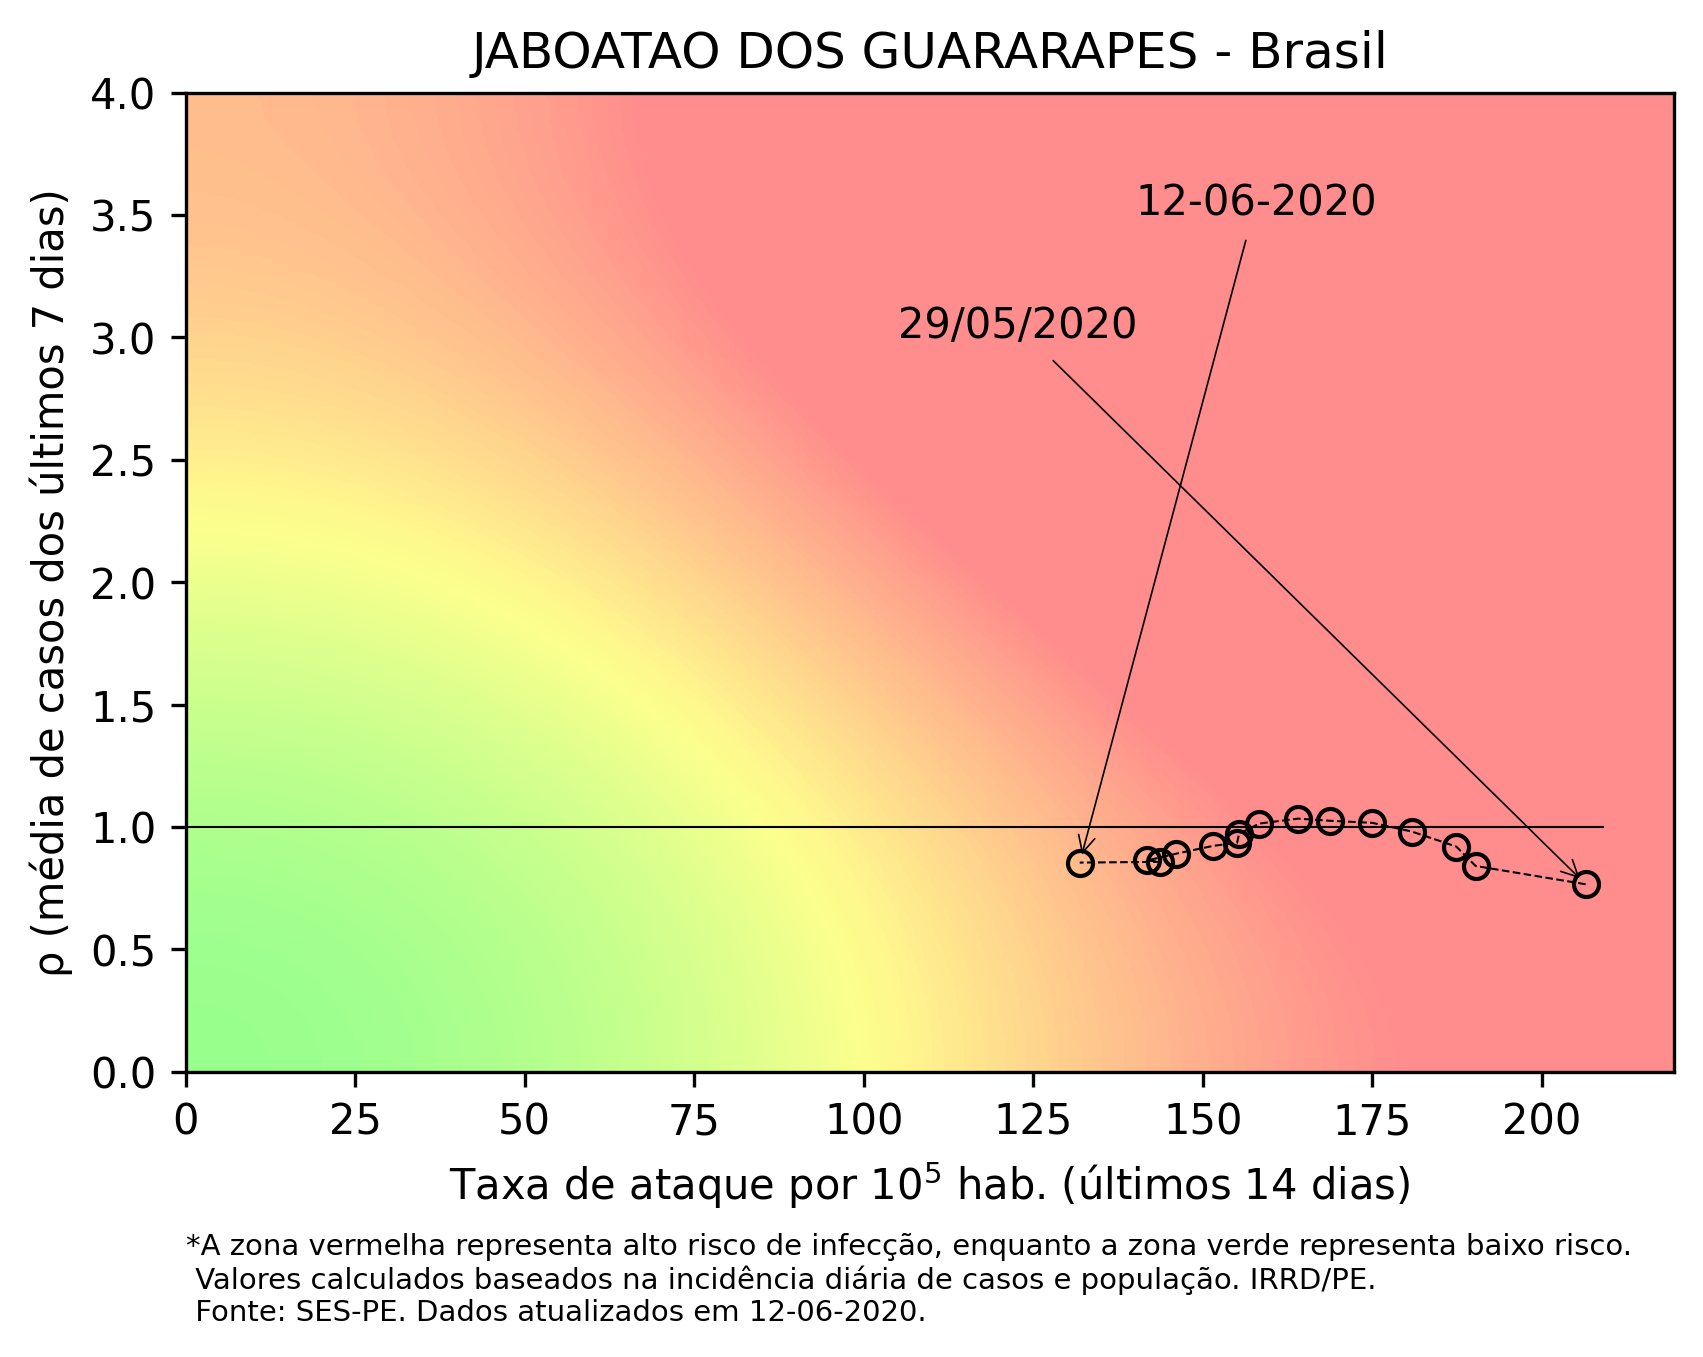 JABOATAO DOS GUARARAPES - Brasil
4.0
3.5
3.0
2.5
2.0
1.5
1.0
0.5
0.0
ρ (média de casos dos últimos 7 dias)
12-06-2020
29/05/2020
0 25 50 75 100 125 150 175 200
Taxa de ataque por 10⁵ hab. (últimos 14 dias)
*A zona vermelha representa alto risco de infecção, enquanto a zona verde representa baixo risco.
Valores calculados baseados na incidência diária de casos e população. IRRD/PE.
Fonte: SES-PE. Dados atualizados em 12-06-2020.